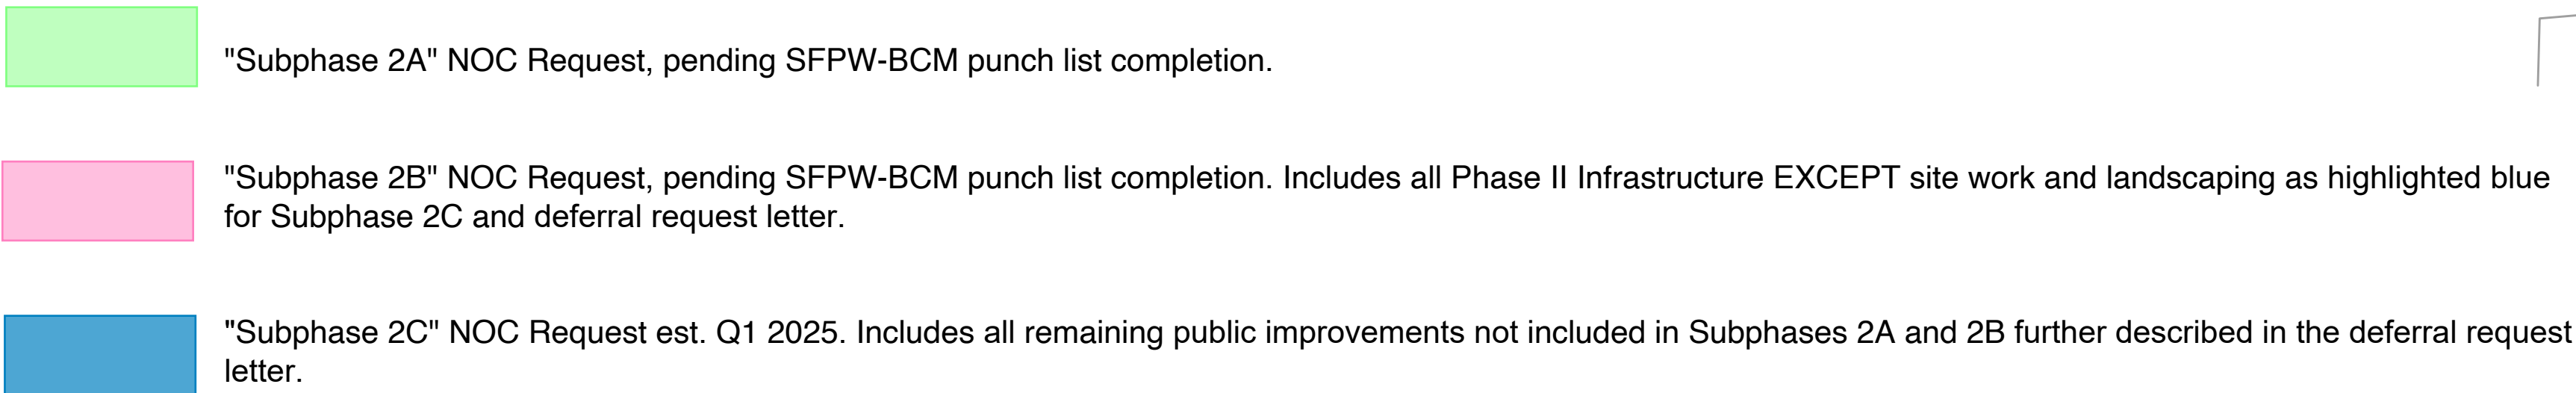 "Subphase 2A" NOC Request, pending SFPW-BCM punch list completion.
"Subphase 2B" NOC Request, pending SFPW-BCM punch list completion. Includes all Phase II Infrastructure EXCEPT site work and landscaping as highlighted blue
for Subphase 2C and deferral request letter.
"Subphase 2C" NOC Request est. Q1 2025. Includes all remaining public improvements not included in Subphases 2A and 2B further described in the deferral request
letter.